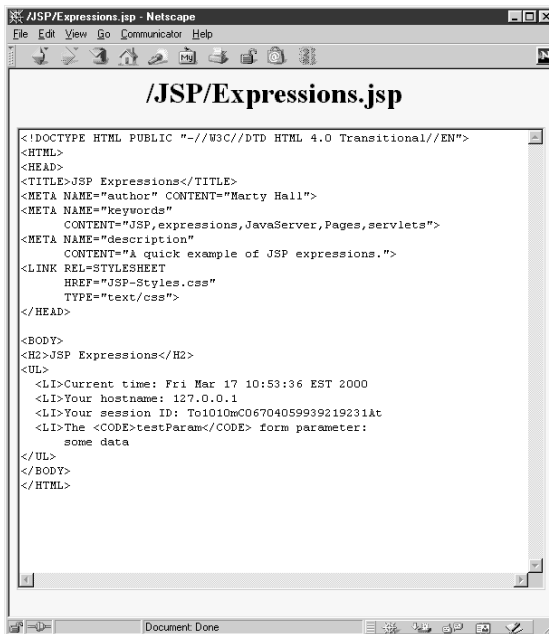 /JSP/Expressions.jsp - Netscape
File Edit View Go Communicator Help
My
N
/JSP/Expressions.jsp
<!DOCTYPE HTML PUBLIC "-//W3C//DTD HTML 4.0 Transitional//EN">
<HTML>
<HEAD>
<TITLE>JSP Expressions</TITLE>
<META NAME="author" CONTENT="Marty Hall">
<META NAME="keywords"
      CONTENT="JSP,expressions,JavaServer,Pages,servlets">
<META NAME="description"
      CONTENT="A quick example of JSP expressions.">
<LINK REL=STYLESHEET
      HREF="JSP-Styles.css"
      TYPE="text/css">
</HEAD>
<BODY>
<H2>JSP Expressions</H2>
<UL>
  <LI>Current time: Fri Mar 17 10:53:36 EST 2000
  <LI>Your hostname: 127.0.0.1
  <LI>Your session ID: To1010mC06704059939219231At
  <LI>The <CODE>testParam</CODE> form parameter:
      some data
</UL>
</BODY>
</HTML>
Document: Done